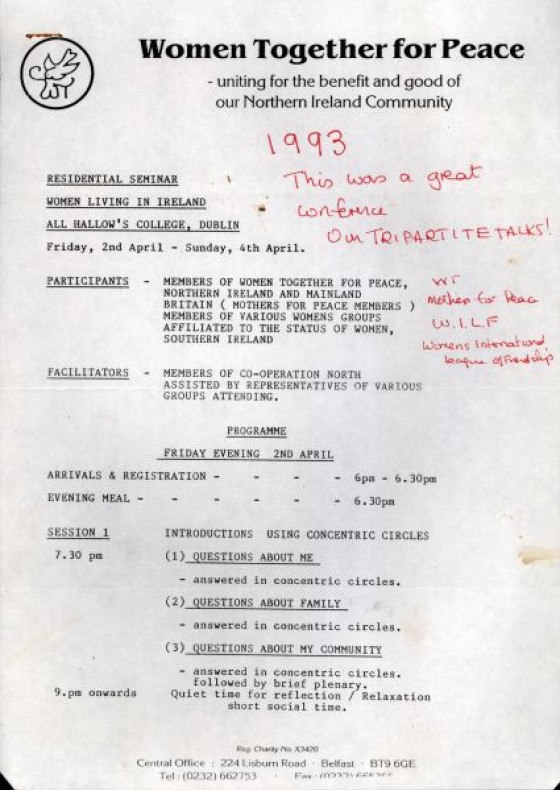 WT
Women Together for Peace
- uniting for the benefit and good of
our Northern Ireland Community
1993
This was a great
conference
Our TRIPARTITE TALKS!
RESIDENTIAL SEMINAR
WOMEN LIVING IN IRELAND
ALL HALLOW'S COLLEGE, DUBLIN
Friday, 2nd April - Sunday, 4th April.
PARTICIPANTS - MEMBERS OF WOMEN TOGETHER FOR PEACE,
NORTHERN IRELAND AND MAINLAND
BRITAIN ( MOTHERS FOR PEACE MEMBERS )
MEMBERS OF VARIOUS WOMENS GROUPS
AFFILIATED TO THE STATUS OF WOMEN,
SOUTHERN IRELAND
WT
Mothers for Peace
W.I.L.F
Womens International
League of Friendship
FACILITATORS - MEMBERS OF CO-OPERATION NORTH
ASSISTED BY REPRESENTATIVES OF VARIOUS
GROUPS ATTENDING.
PROGRAMME
FRIDAY EVENING 2ND APRIL
ARRIVALS & REGISTRATION - - - - 6pm - 6.30pm
EVENING MEAL - - - - - 6.30pm
SESSION 1 INTRODUCTIONS USING CONCENTRIC CIRCLES
7.30 pm (1) QUESTIONS ABOUT ME
- answered in concentric circles.
(2) QUESTIONS ABOUT FAMILY
- answered in concentric circles.
(3) QUESTIONS ABOUT MY COMMUNITY
- answered in concentric circles.
followed by brief plenary.
9.pm onwards Quiet time for reflection / Relaxation
short social time.
Reg. Charity No. X3420
Central Office : 224 Lisburn Road · Belfast · BT9 6GE
Tel : (0232) 662753 · Fax : (0232)